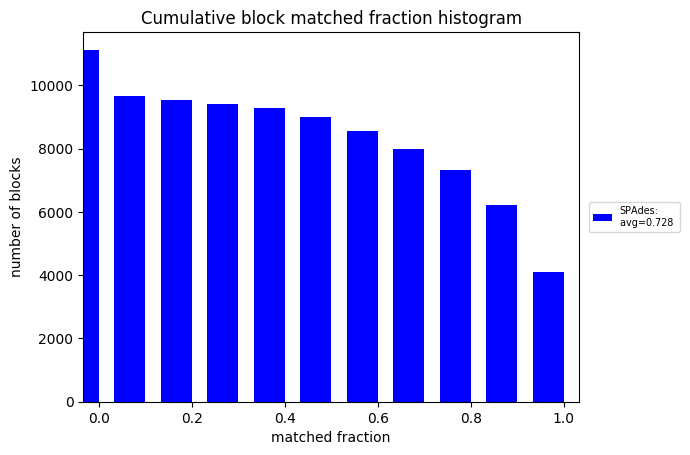 Cumulative block matched fraction histogram
number of blocks
10000
8000
6000
4000
2000
0
0.0 0.2 0.4 0.6 0.8 1.0
matched fraction
SPAdes:
avg=0.728